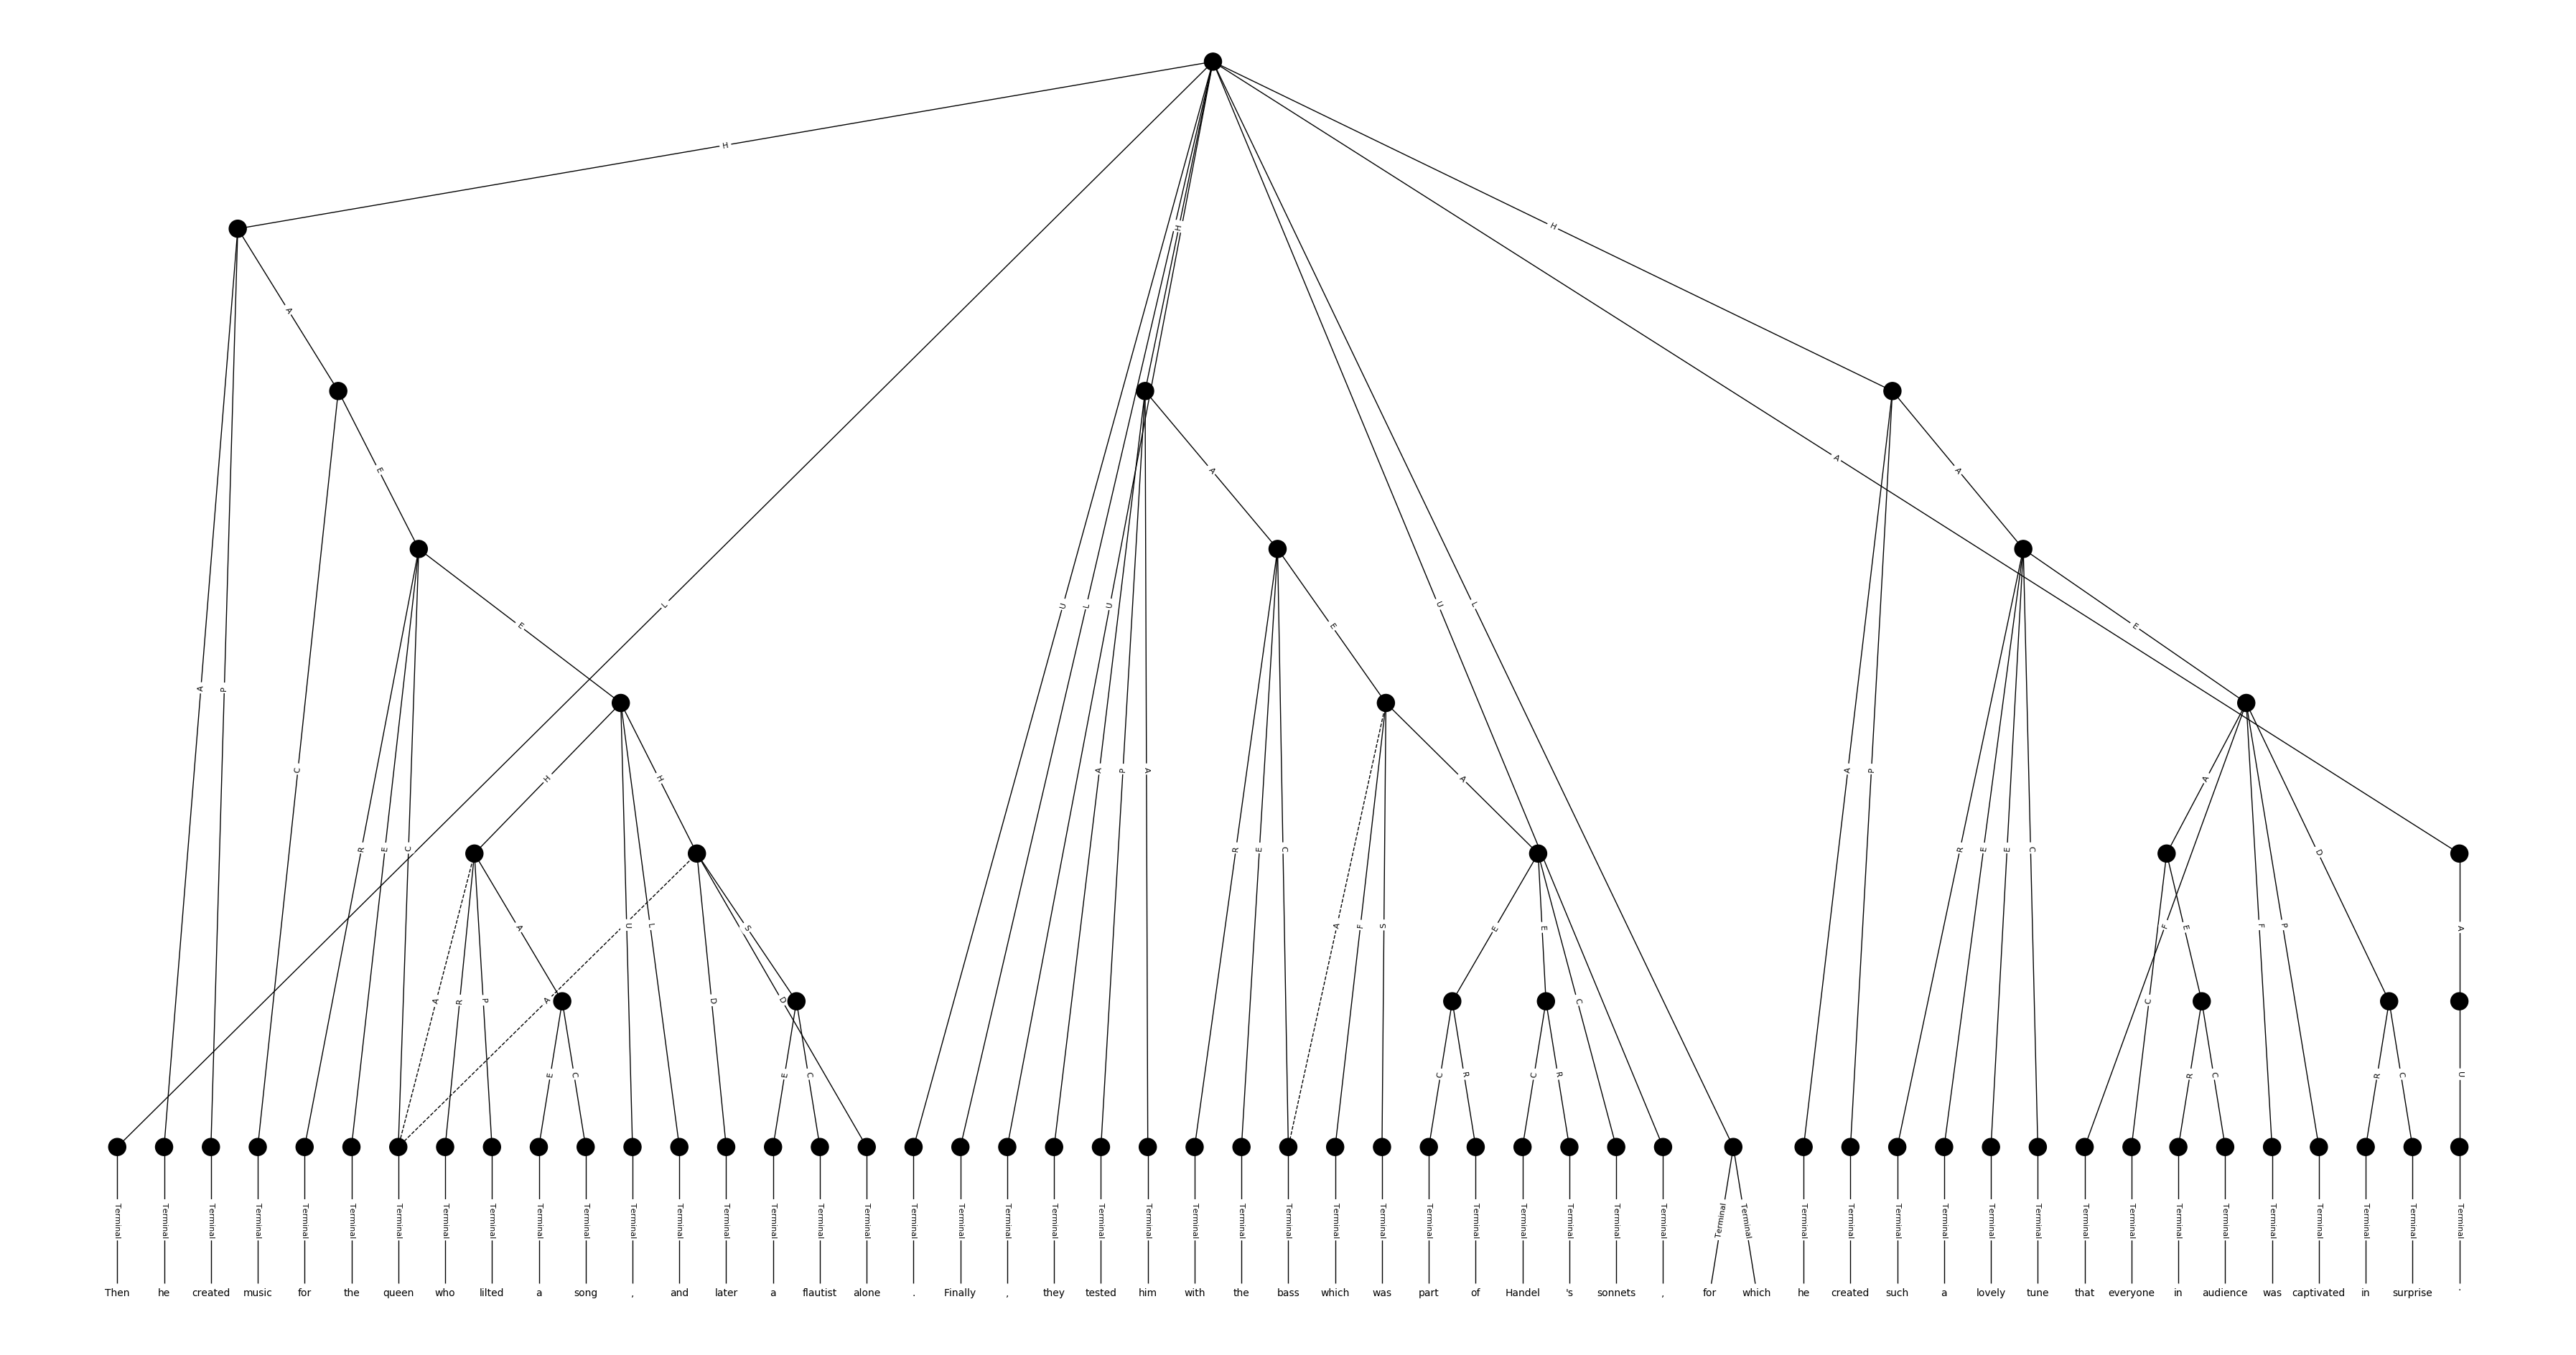 H
H
H
A
L
A
E
A
A
E
U
L
U
U
L
E
E
A
P
C
A
P
A
A
P
H
H
A
A
D
R
E
C
R
E
C
R
E
E
C
A
U
L
S
A
F
S
E
E
F
E
F
P
A
A
R
P
A
D
D
C
C
E
C
E
C
C
R
C
R
R
C
R
C
U
Terminal Terminal Terminal Terminal Terminal Terminal Terminal Terminal Terminal Terminal Terminal Terminal Terminal Terminal Terminal Terminal Terminal Terminal Terminal Terminal Terminal Terminal Terminal Terminal Terminal Terminal Terminal Terminal Terminal Terminal Terminal Terminal Terminal Terminal Terminal Terminal Terminal Terminal Terminal Terminal Terminal Terminal Terminal Terminal Terminal Terminal Terminal Terminal Terminal Terminal Terminal
Then he created music for the queen who lilted a song , and later a flautist alone . Finally , they tested him with the bass which was part of Handel 's sonnets , for which he created such a lovely tune that everyone in audience was captivated in surprise .